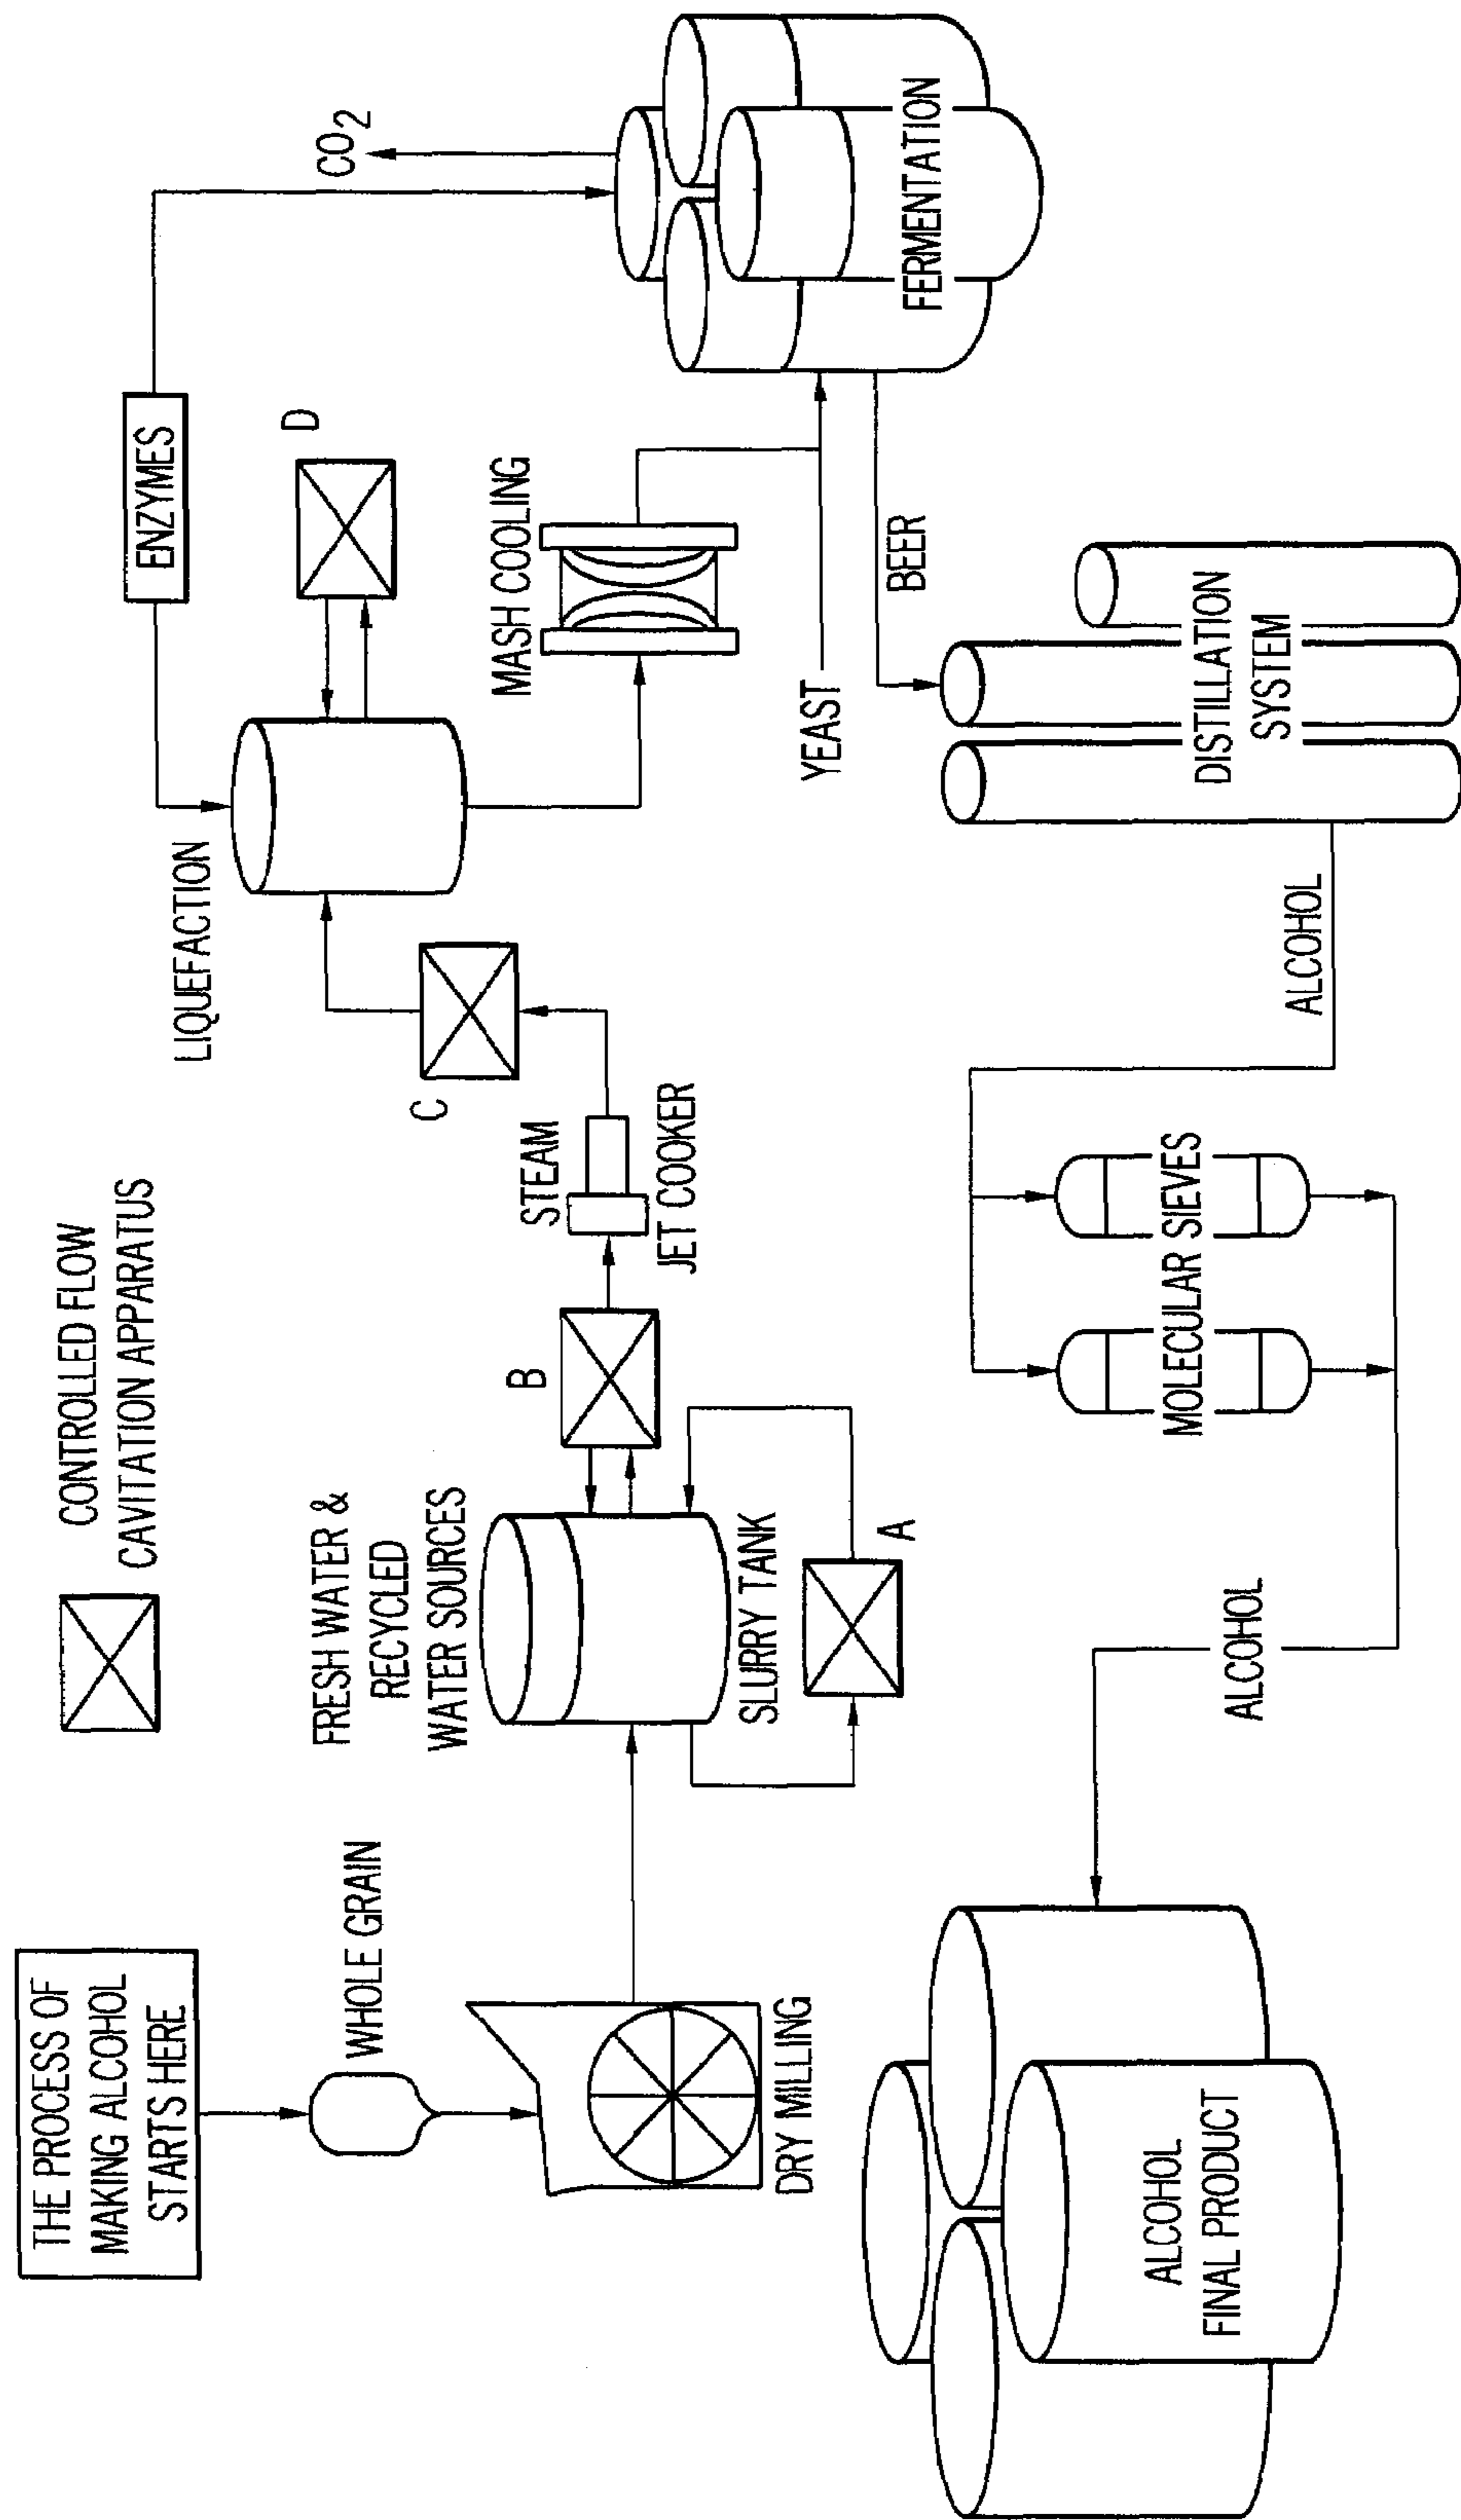 THE PROCESS OF
MAKING ALCOHOL
STARTS HERE
CONTROLLED FLOW
CAVITATION APPARATUS
WHOLE GRAIN
DRY MILLING
FRESH WATER &
RECYCLED
WATER SOURCES
SLURRY TANK
A
B
STEAM
JET COOKER
C
LIQUEFACTION
ENZYMES
D
MASH COOLING
CO2
YEAST
FERMENTATION
BEER
DISTILLATION
SYSTEM
ALCOHOL
MOLECULAR SIEVES
ALCOHOL
ALCOHOL
FINAL PRODUCT